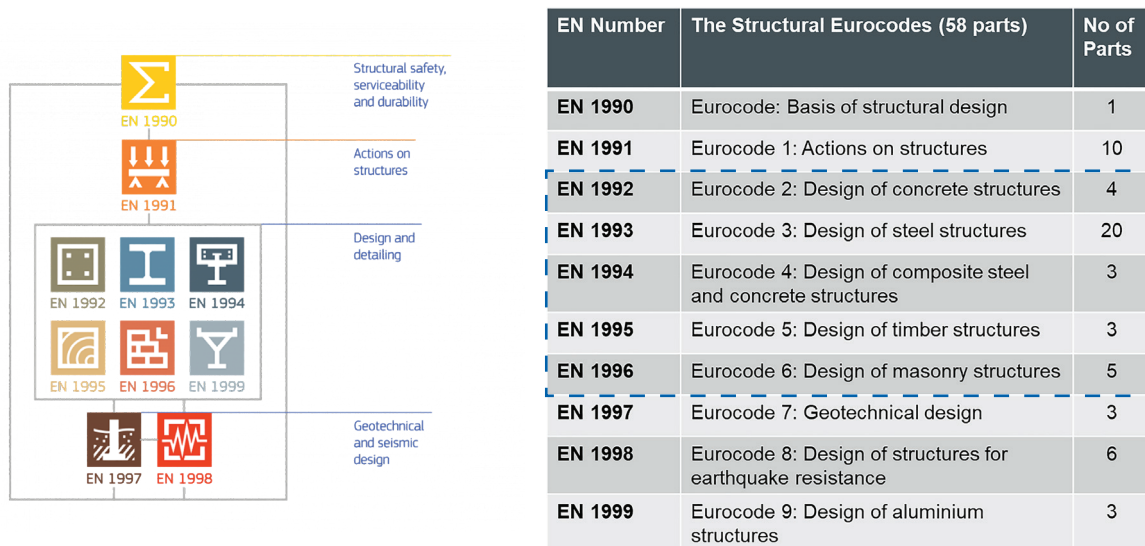 Structural safety,
serviceability
and durability
EN 1990
Actions on
structures
EN 1991
Design and
detailing
EN 1992
EN 1993
EN 1994
EN 1995
EN 1996
EN 1999
Geotechnical
and seismic
design
EN 1997
EN 1998
EN Number The Structural Eurocodes (58 parts) No of
Parts
EN 1990 Eurocode: Basis of structural design 1
EN 1991 Eurocode 1: Actions on structures 10
EN 1992 Eurocode 2: Design of concrete structures 4
EN 1993 Eurocode 3: Design of steel structures 20
EN 1994 Eurocode 4: Design of composite steel 3
and concrete structures
EN 1995 Eurocode 5: Design of timber structures 3
EN 1996 Eurocode 6: Design of masonry structures 5
EN 1997 Eurocode 7: Geotechnical design 3
EN 1998 Eurocode 8: Design of structures for 6
earthquake resistance
EN 1999 Eurocode 9: Design of aluminium 3
structures